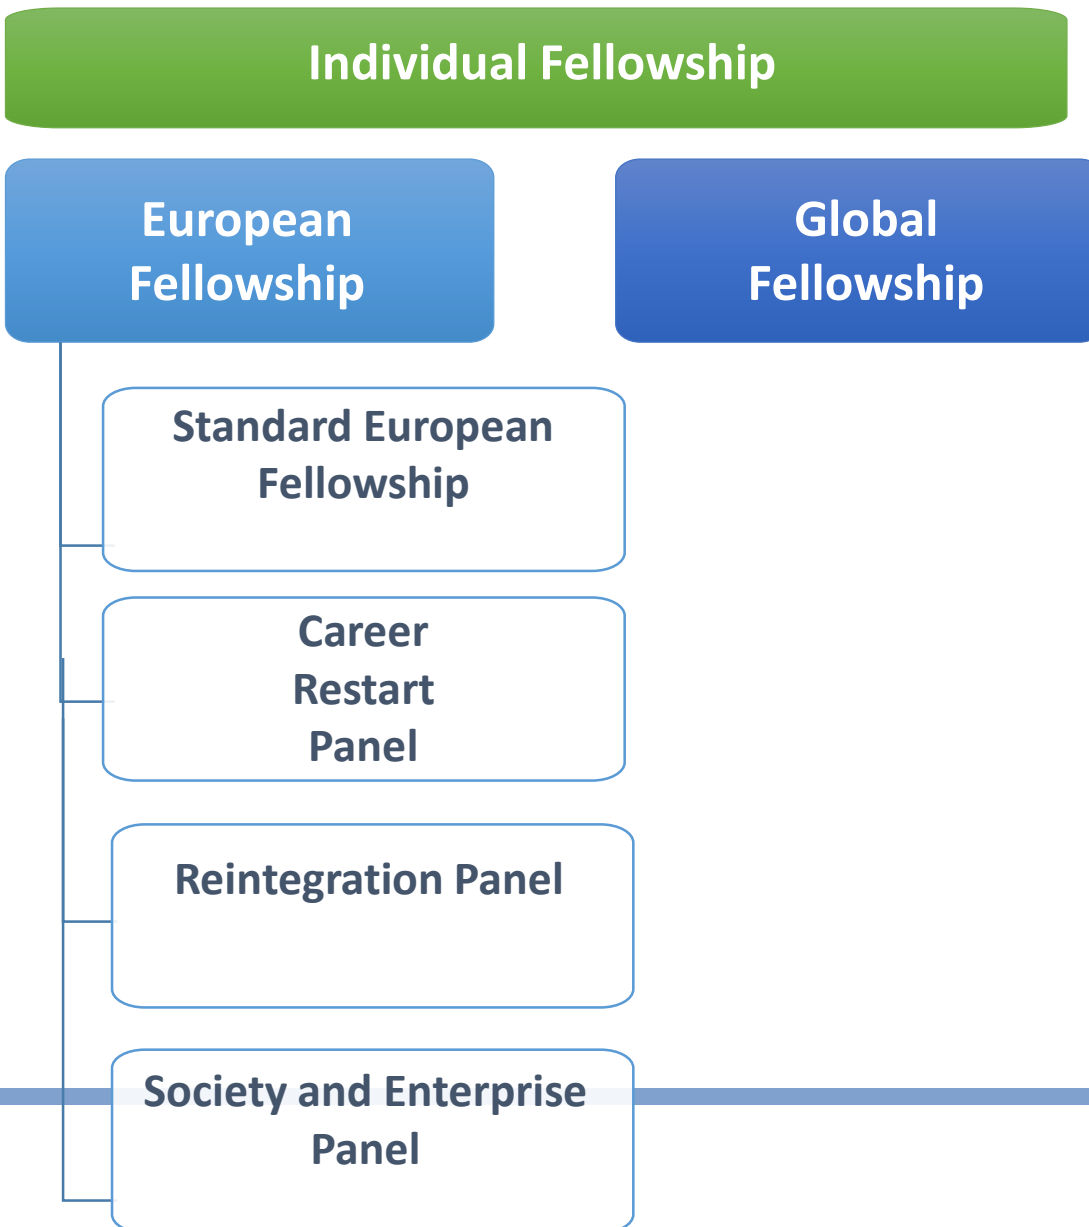 Individual Fellowship
European
Fellowship
Global
Fellowship
Standard European
Fellowship
Career
Restart
Panel
Reintegration Panel
Society and Enterprise
Panel